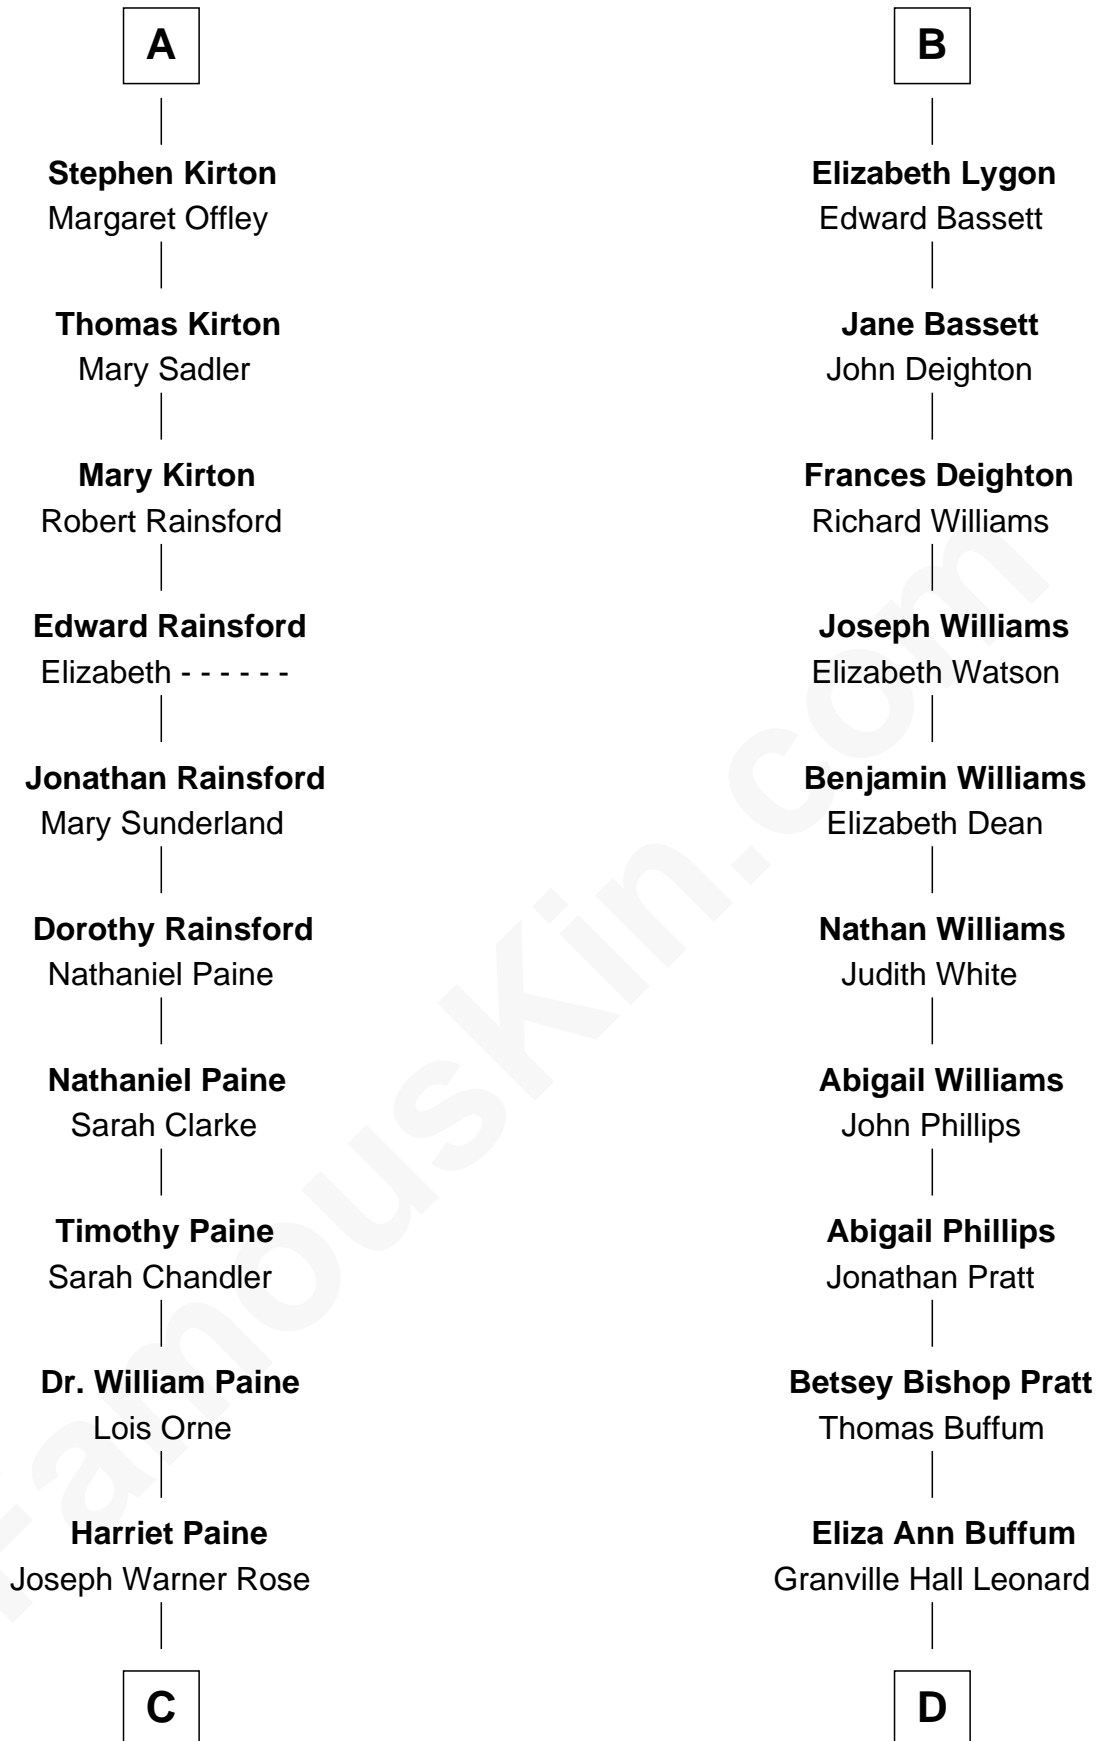 A
Stephen Kirton
Margaret Offley
Thomas Kirton
Mary Sadler
Mary Kirton
Robert Rainsford
Edward Rainsford
Elizabeth - - - - - -
Jonathan Rainsford
Mary Sunderland
Dorothy Rainsford
Nathaniel Paine
Nathaniel Paine
Sarah Clarke
Timothy Paine
Sarah Chandler
Dr. William Paine
Lois Orne
Harriet Paine
Joseph Warner Rose
C
B
Elizabeth Lygon
Edward Bassett
Jane Bassett
John Deighton
Frances Deighton
Richard Williams
Joseph Williams
Elizabeth Watson
Benjamin Williams
Elizabeth Dean
Nathan Williams
Judith White
Abigail Williams
John Phillips
Abigail Phillips
Jonathan Pratt
Betsey Bishop Pratt
Thomas Buffum
Eliza Ann Buffum
Granville Hall Leonard
D
FamousKin.com